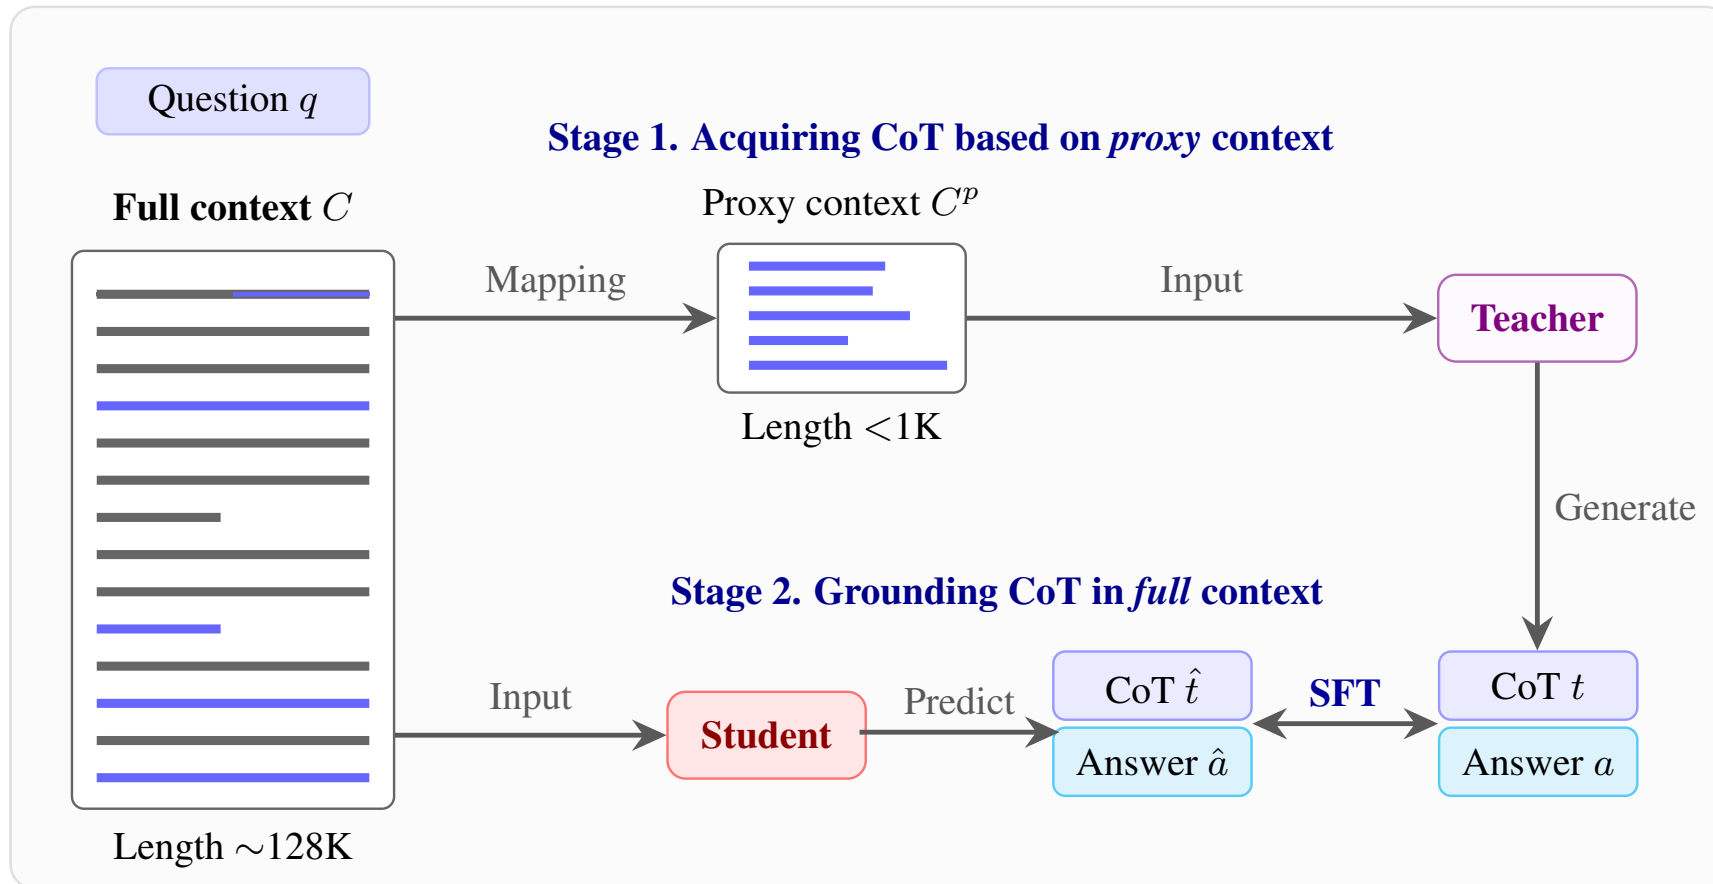 Question q
Stage 1. Acquiring CoT based on proxy context
Full context C
Proxy context Cᵖ
Mapping
Input
Teacher
Length <1K
Generate
Stage 2. Grounding CoT in full context
Input
Student
Predict
CoT t̂
Answer â
SFT
CoT t
Answer a
Length ∼128K